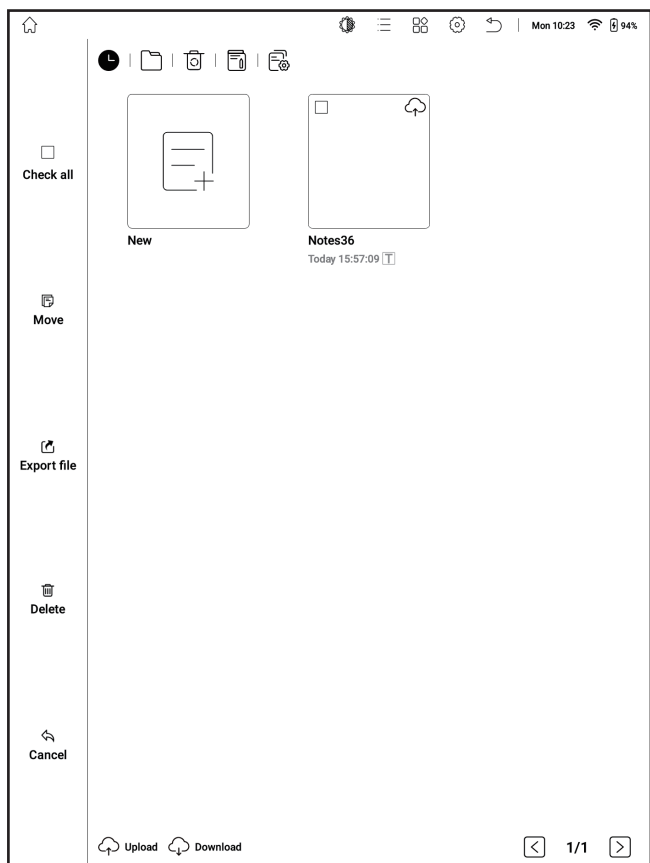 Mon 10:23 94%
Check all
New
Notes36
Today 15:57:09 T
Move
Export file
Delete
Cancel
Upload Download 1/1